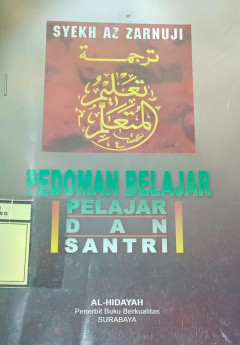 SYEKH AZ ZARNUJI
ترجمة
تعليم
المتعلم
PEDOMAN BELAJAR
PELAJAR
DAN
SANTRI
AL-HIDAYAH
Penerbit Buku Berkualitas
SURABAYA